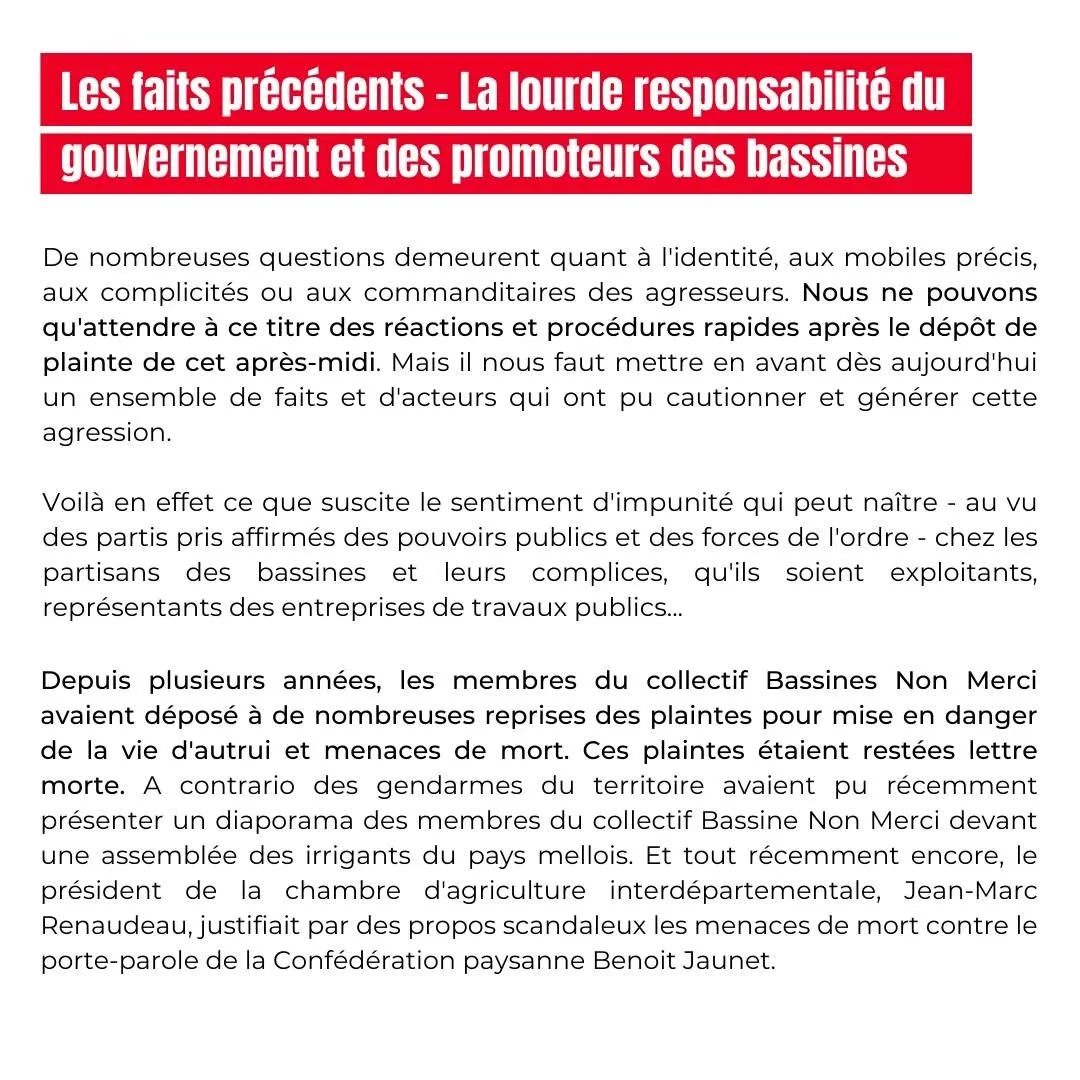 Les faits précédents - La lourde responsabilité du
gouvernement et des promoteurs des bassines
De nombreuses questions demeurent quant à l'identité, aux mobiles précis,
aux complicités ou aux commanditaires des agresseurs. Nous ne pouvons
qu'attendre à ce titre des réactions et procédures rapides après le dépôt de
plainte de cet après-midi. Mais il nous faut mettre en avant dès aujourd'hui
un ensemble de faits et d'acteurs qui ont pu cautionner et générer cette
agression.
Voilà en effet ce que suscite le sentiment d'impunité qui peut naître - au vu
des partis pris affirmés des pouvoirs publics et des forces de l'ordre - chez les
partisans des bassines et leurs complices, qu'ils soient exploitants,
représentants des entreprises de travaux publics...
Depuis plusieurs années, les membres du collectif Bassines Non Merci
avaient déposé à de nombreuses reprises des plaintes pour mise en danger
de la vie d'autrui et menaces de mort. Ces plaintes étaient restées lettre
morte. A contrario des gendarmes du territoire avaient pu récemment
présenter un diaporama des membres du collectif Bassine Non Merci devant
une assemblée des irrigants du pays mellois. Et tout récemment encore, le
président de la chambre d'agriculture interdépartementale, Jean-Marc
Renaudeau, justifiait par des propos scandaleux les menaces de mort contre le
porte-parole de la Confédération paysanne Benoit Jaunet.